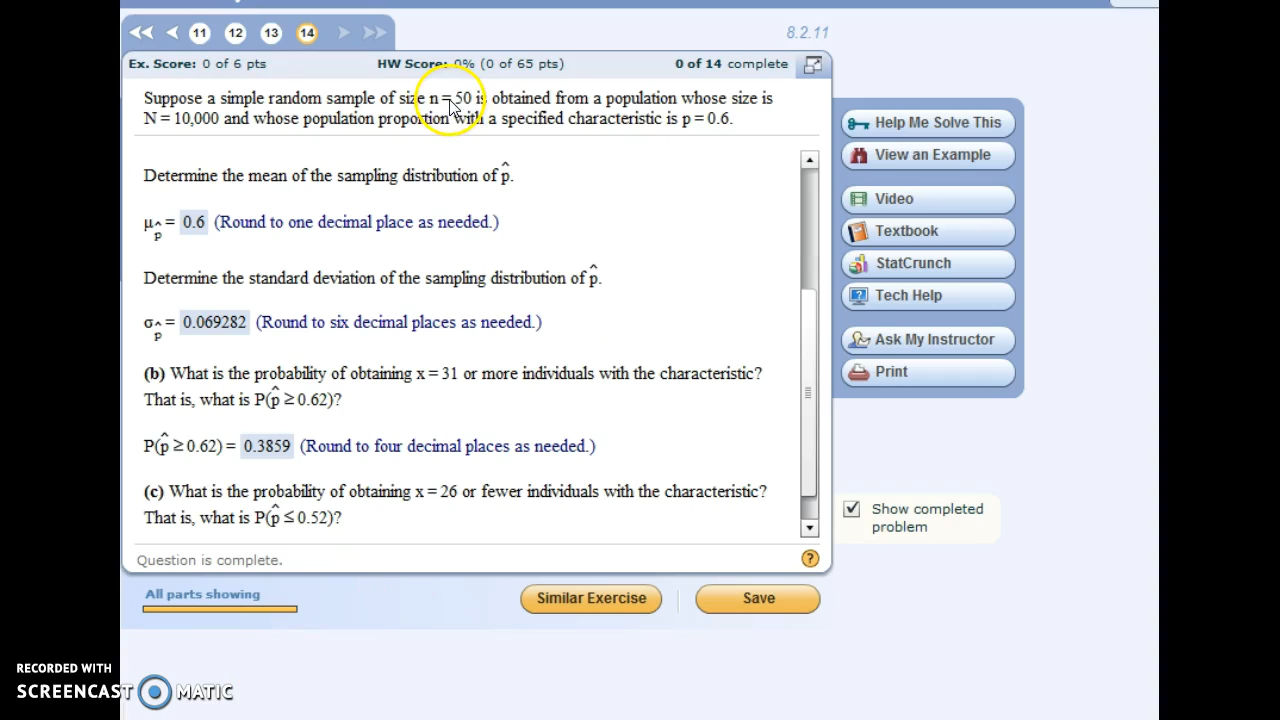 11 12 13 14
8.2.11
Ex. Score: 0 of 6 pts HW Score: 0% (0 of 65 pts) 0 of 14 complete
Suppose a simple random sample of size n = 50 is obtained from a population whose size is
N = 10,000 and whose population proportion with a specified characteristic is p = 0.6.
Determine the mean of the sampling distribution of p̂.
μp̂ = 0.6 (Round to one decimal place as needed.)
Determine the standard deviation of the sampling distribution of p̂.
σp̂ = 0.069282 (Round to six decimal places as needed.)
(b) What is the probability of obtaining x = 31 or more individuals with the characteristic?
That is, what is P(p̂ ≥ 0.62)?
P(p̂ ≥ 0.62) = 0.3859 (Round to four decimal places as needed.)
(c) What is the probability of obtaining x = 26 or fewer individuals with the characteristic?
That is, what is P(p̂ ≤ 0.52)?
Question is complete.
?
All parts showing
Similar Exercise
Save
Help Me Solve This
View an Example
Video
Textbook
StatCrunch
Tech Help
Ask My Instructor
Print
Show completed
problem
RECORDED WITH
SCREENCAST MATIC